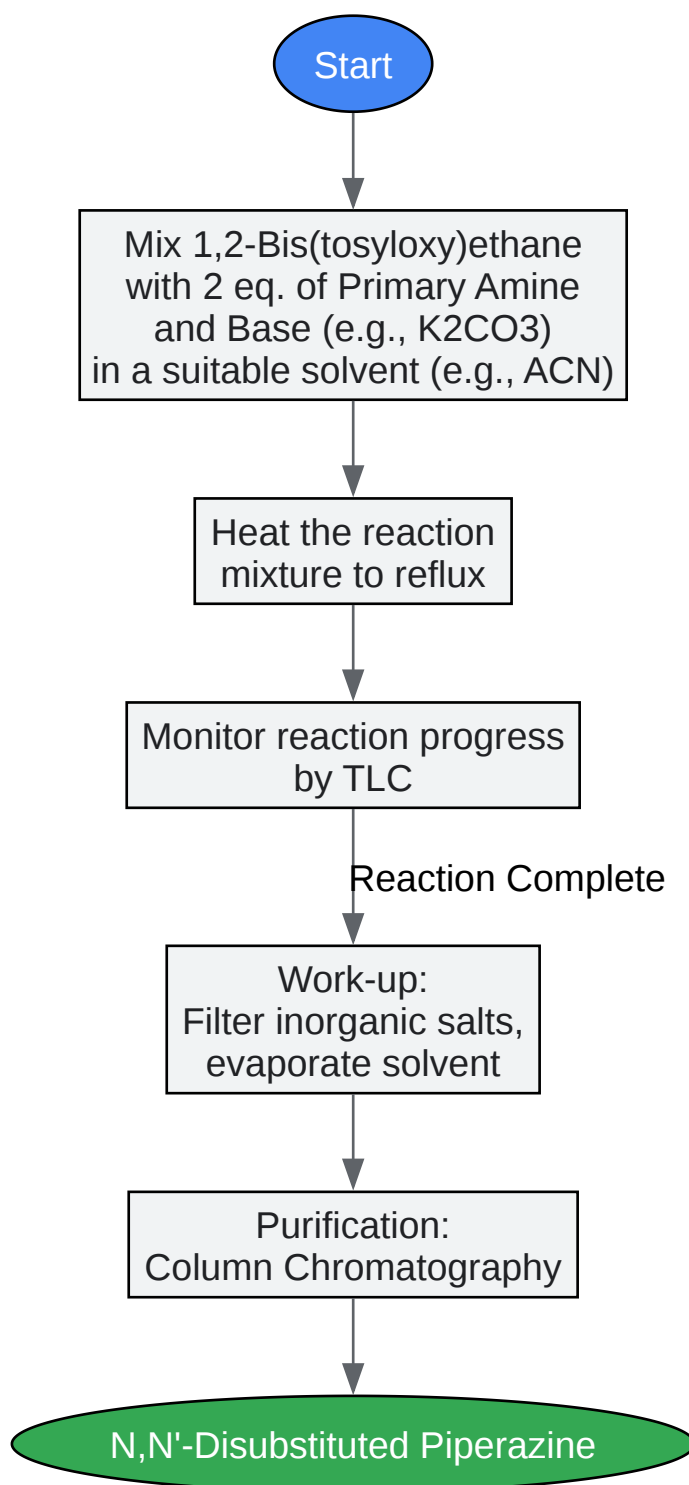 Start
Mix 1,2-Bis(tosyloxy)ethane
with 2 eq. of Primary Amine
and Base (e.g., K2CO3)
in a suitable solvent (e.g., ACN)
Heat the reaction
mixture to reflux
Monitor reaction progress
by TLC
Reaction Complete
Work-up:
Filter inorganic salts,
evaporate solvent
Purification:
Column Chromatography
N,N'-Disubstituted Piperazine